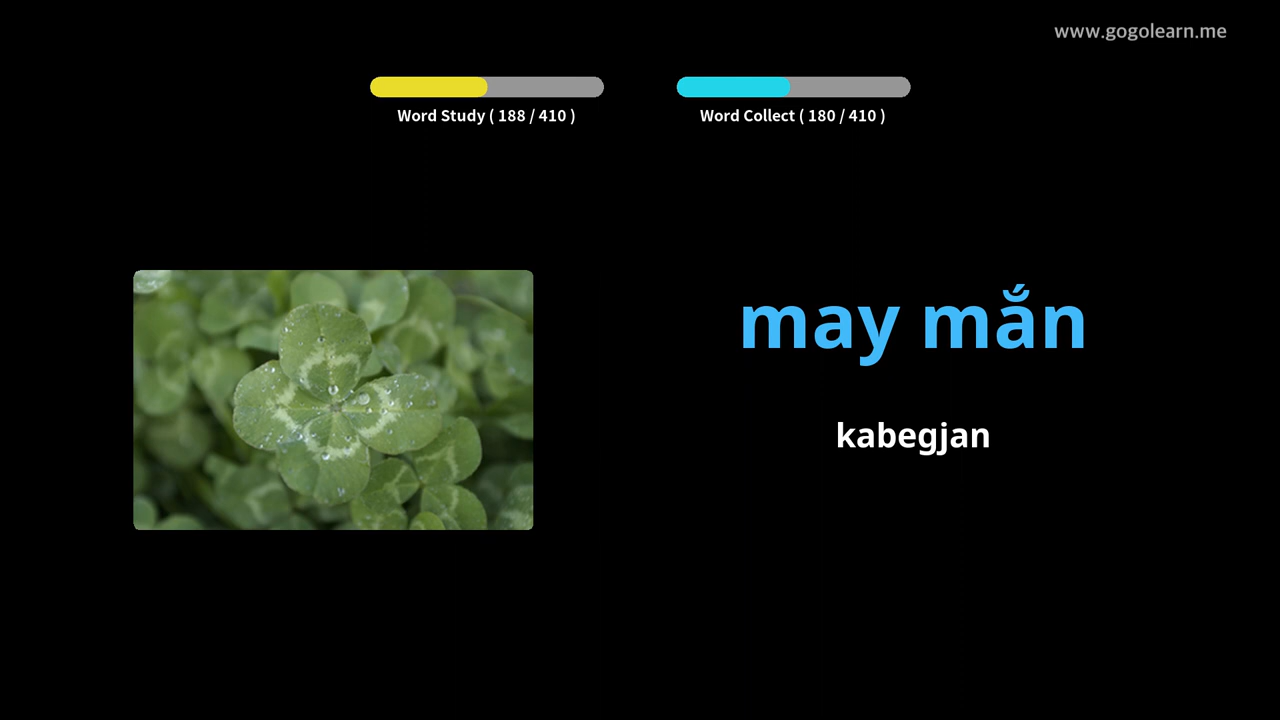 www.gogolearn.me
Word Study ( 188 / 410 )
Word Collect ( 180 / 410 )
may mắn
kabegjan